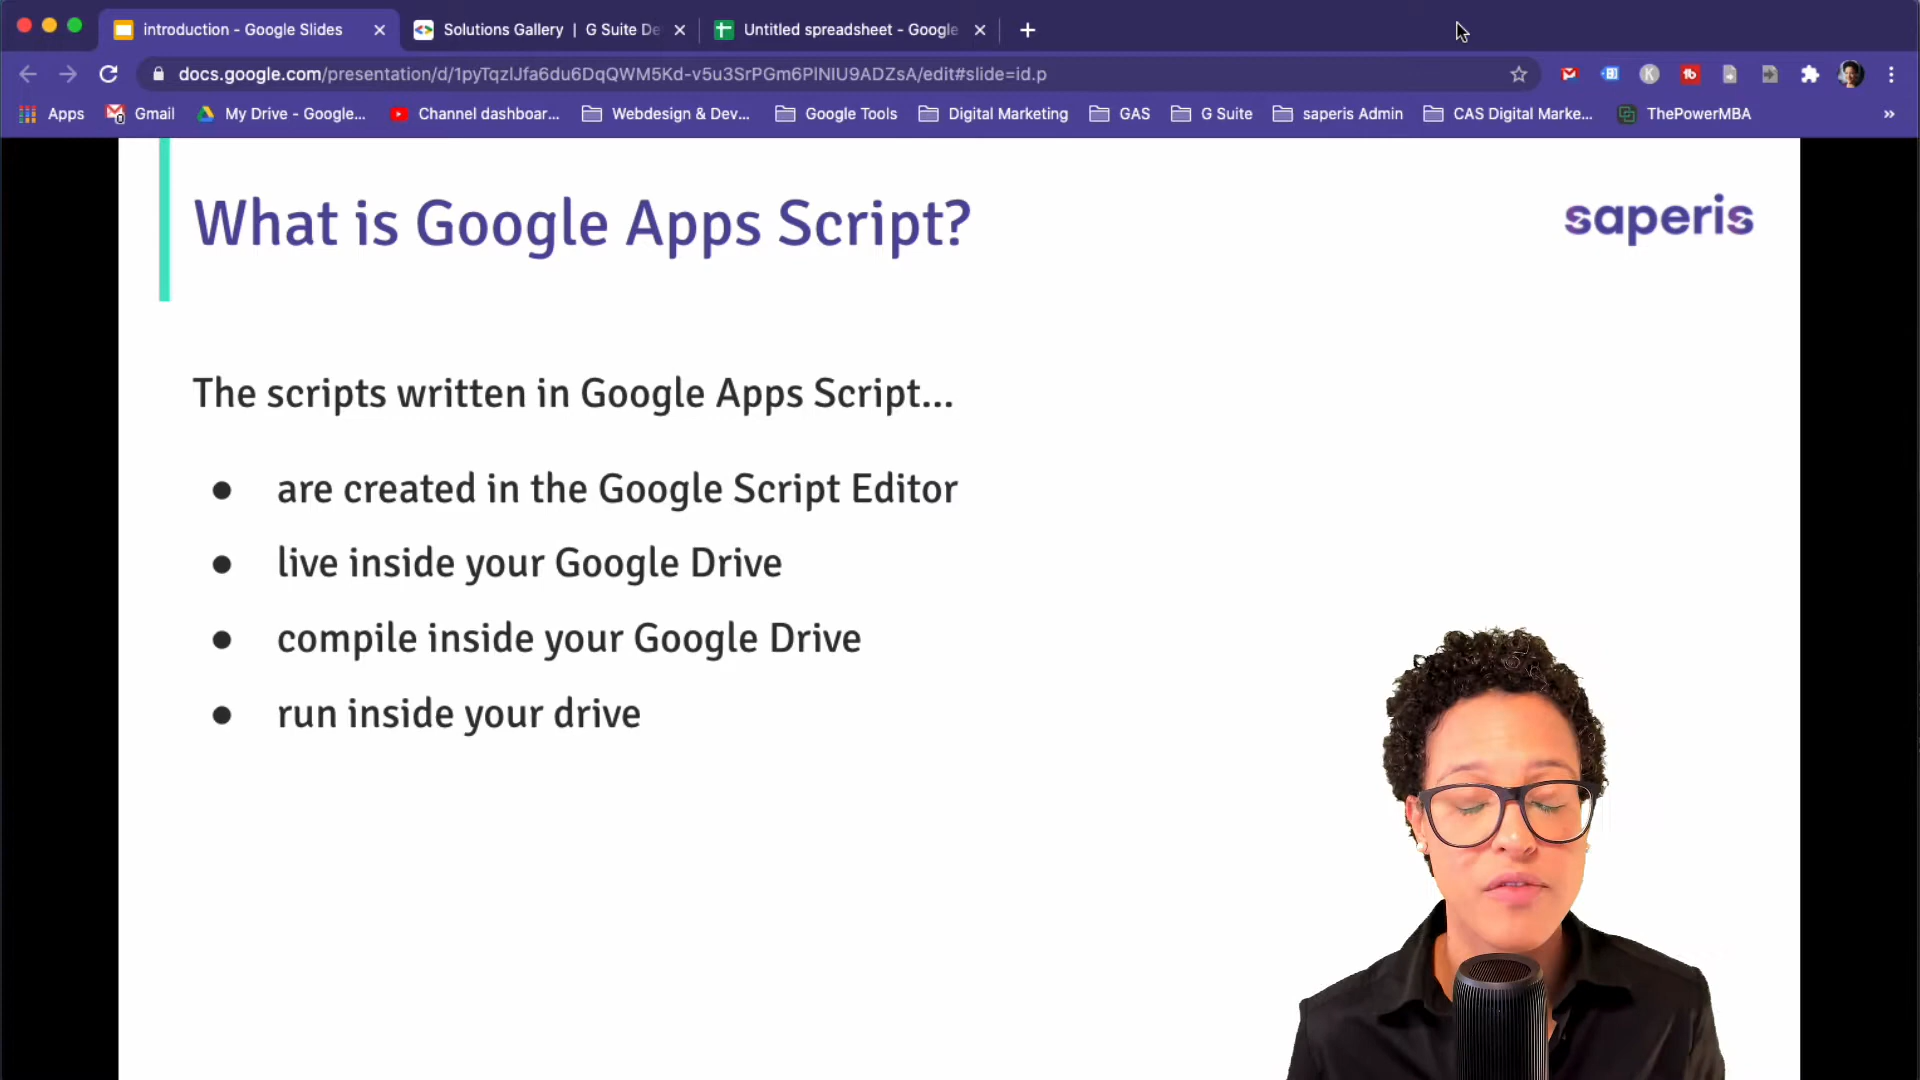 introduction - Google Slides
Solutions Gallery | G Suite De
Untitled spreadsheet - Google
docs.google.com/presentation/d/1pyTqzlJfa6du6DqQWM5Kd-v5u3SrPGm6PlNlU9ADZsA/edit#slide=id.p
Apps
Gmail
My Drive - Google...
Channel dashboar...
Webdesign & Dev...
Google Tools
Digital Marketing
GAS
G Suite
saperis Admin
CAS Digital Marke...
ThePowerMBA
»
What is Google Apps Script?
saperis
The scripts written in Google Apps Script...
● are created in the Google Script Editor
● live inside your Google Drive
● compile inside your Google Drive
● run inside your drive